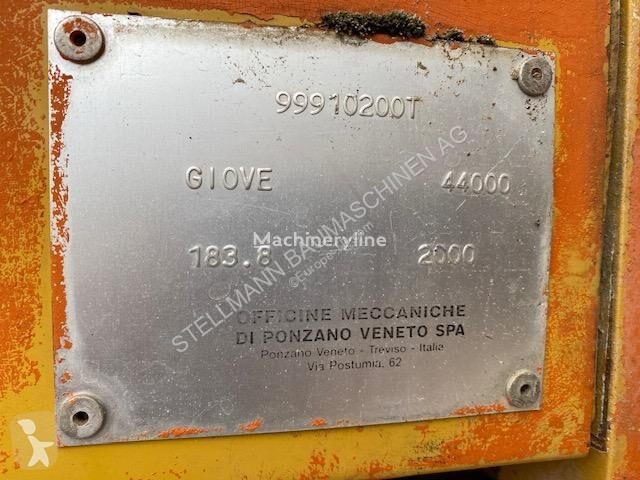 99910200T
GIOVE 44000
183.8 2000
OFFICINE MECCANICHE
DI PONZANO VENETO SPA
Ponzano Veneto - Treviso - Italia
Via Postumia, 62
STELLMANN BAUMASCHINEN AG
Machineryline